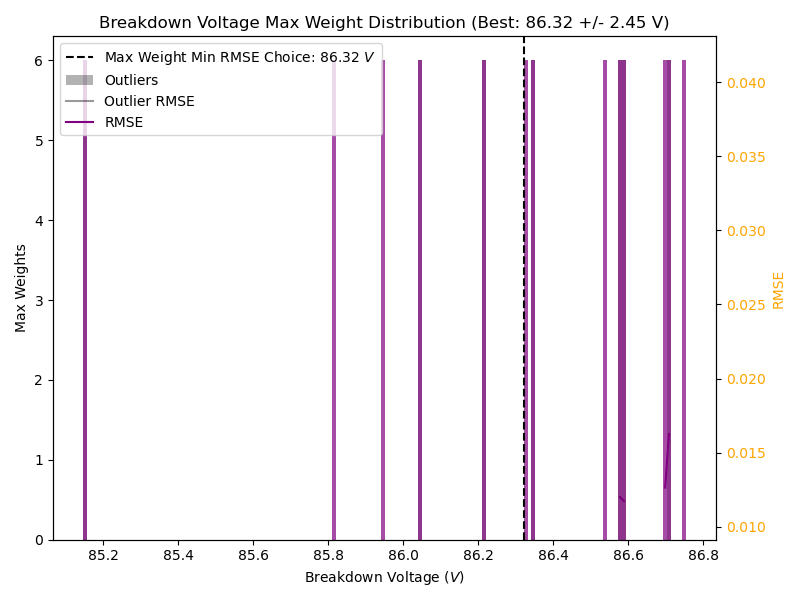 Breakdown Voltage Max Weight Distribution (Best: 86.32 +/- 2.45 V)
Max Weight Min RMSE Choice: 86.32 V
Outliers
Outlier RMSE
RMSE
Max Weights
6
5
4
3
2
1
0
0.040
0.035
0.030
0.025
0.020
0.015
0.010
RMSE
85.2 85.4 85.6 85.8 86.0 86.2 86.4 86.6 86.8
Breakdown Voltage (V)